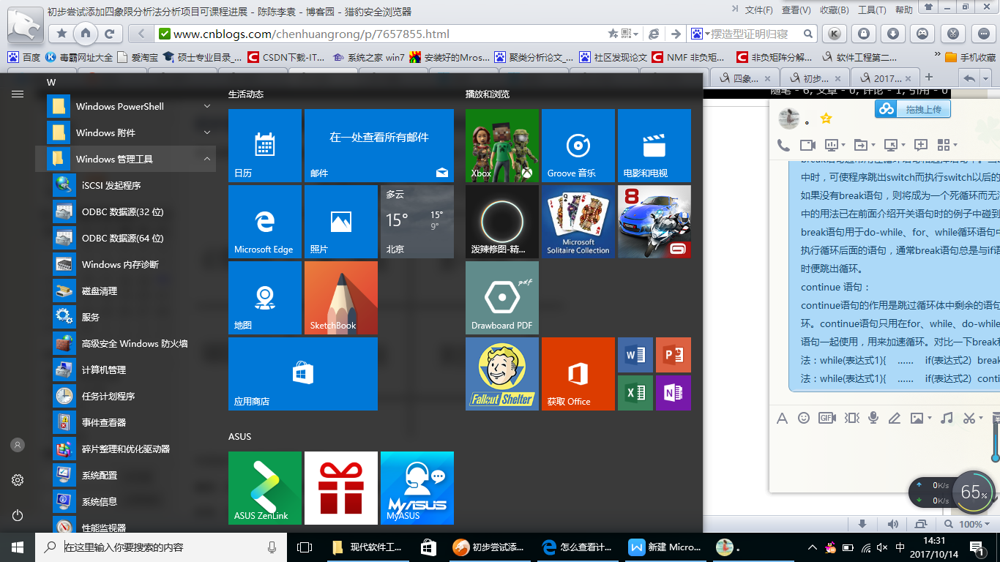 初步尝试添加四象限分析法分析项目可课程进展 - 陈陈李袁 - 博客园 - 猎豹安全浏览器
文件(F) 查看(V) 收藏(B) 工具(T) 帮助
www.cnblogs.com/chenhuangrong/p/7657855.html
摆造型证明归寝
百度 毒霸网址大全 爱淘宝 硕士专业目录_... CSDN下载-IT... 系统之家 win7 安装好的Mros... 聚类分析论文_... 社区发现论文 NMF 非负矩... 非负矩阵分解... 软件工程第二... 手机收藏
四象... 初步... 2017...
随笔 - 6, 文章 - 0, 评论 - 1, 引用 - 0
W
Windows PowerShell
Windows 附件
Windows 管理工具
iSCSI 发起程序
ODBC 数据源(32 位)
ODBC 数据源(64 位)
Windows 内存诊断
磁盘清理
服务
高级安全 Windows 防火墙
计算机管理
任务计划程序
事件查看器
碎片整理和优化驱动器
系统配置
系统信息
性能监视器
生活动态
日历
在一处查看所有邮件
邮件
Microsoft Edge
照片
多云
15° 15°
9°
北京
地图
SketchBook
应用商店
ASUS
ASUS ZenLink
MyASUS
MyASUS
播放和浏览
Xbox
Groove 音乐
电影和电视
泼辣修图-精...
Microsoft
Solitaire Collection
8
pdf
Drawboard PDF
Fallout Shelter
获取 Office
拖拽上传
。
中时，可使程序跳出switch而执行switch以后的
如果没有break语句，则将成为一个死循环而无
中的用法已在前面介绍开关语句时的例子中碰到
break语句用于do-while、for、while循环语句中
执行循环后面的语句，通常break语句总是与if语
时便跳出循环。
continue 语句：
continue语句的作用是跳过循环体中剩余的语句
环。continue语句只用在for、while、do-while
语句一起使用，用来加速循环。对比一下break
法：while(表达式1){ ...... if(表达式2) break
法：while(表达式1){ ...... if(表达式2) conti
GIF
0K/s
0K/s
65%
100%
在这里输入你要搜索的内容
现代软件工...
初步尝试添...
怎么查看计...
新建 Micro...
。
中
14:31
2017/10/14
1